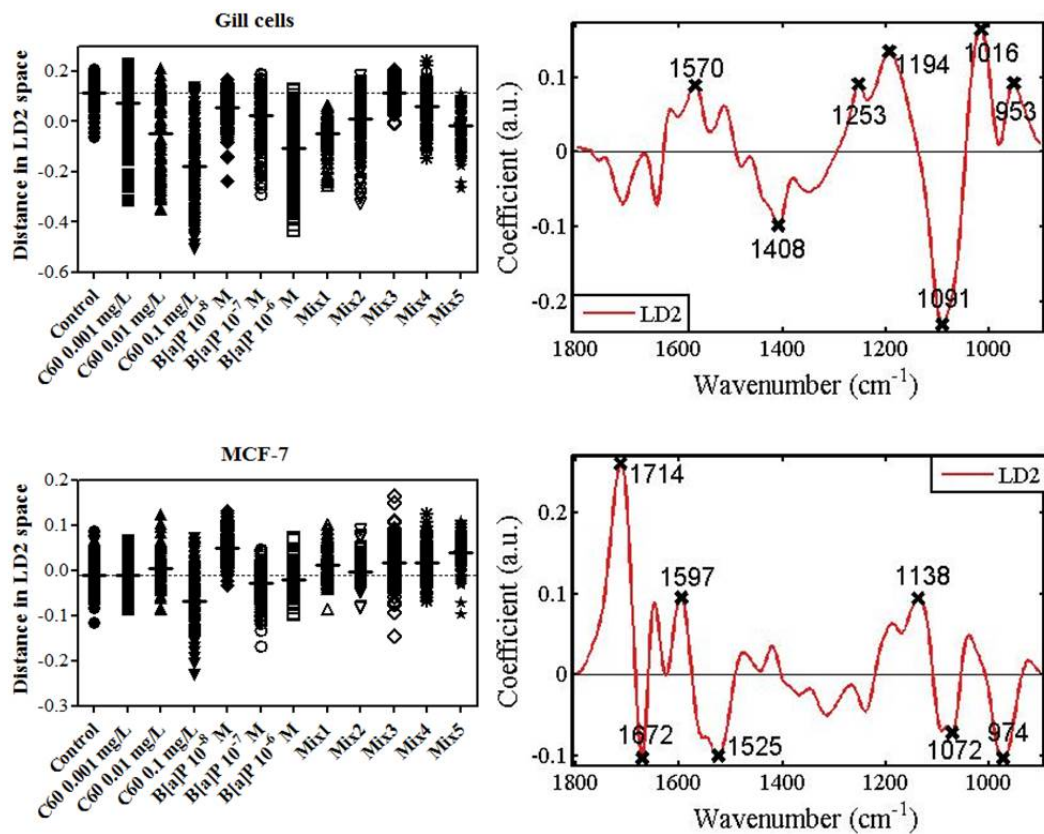 Gill cells
Distance in LD2 space
0.2
0.0
-0.2
-0.4
-0.6
Control
C60 0.001 mg/L
C60 0.01 mg/L
C60 0.1 mg/L
B[a]P 10⁻⁸ M
B[a]P 10⁻⁷ M
B[a]P 10⁻⁶ M
Mix1
Mix2
Mix3
Mix4
Mix5
Coefficient (a.u.)
0.1
0
-0.1
-0.2
1570
1253
1194
1016
953
1408
1091
LD2
1800
1600
1400
1200
1000
Wavenumber (cm⁻¹)
MCF-7
Distance in LD2 space
0.2
0.1
0.0
-0.1
-0.2
-0.3
Control
C60 0.001 mg/L
C60 0.01 mg/L
C60 0.1 mg/L
B[a]P 10⁻⁸ M
B[a]P 10⁻⁷ M
B[a]P 10⁻⁶ M
Mix1
Mix2
Mix3
Mix4
Mix5
Coefficient (a.u.)
0.2
0.1
0
-0.1
LD2
1714
1597
1138
1672
1525
1072
974
1800
1600
1400
1200
1000
Wavenumber (cm⁻¹)